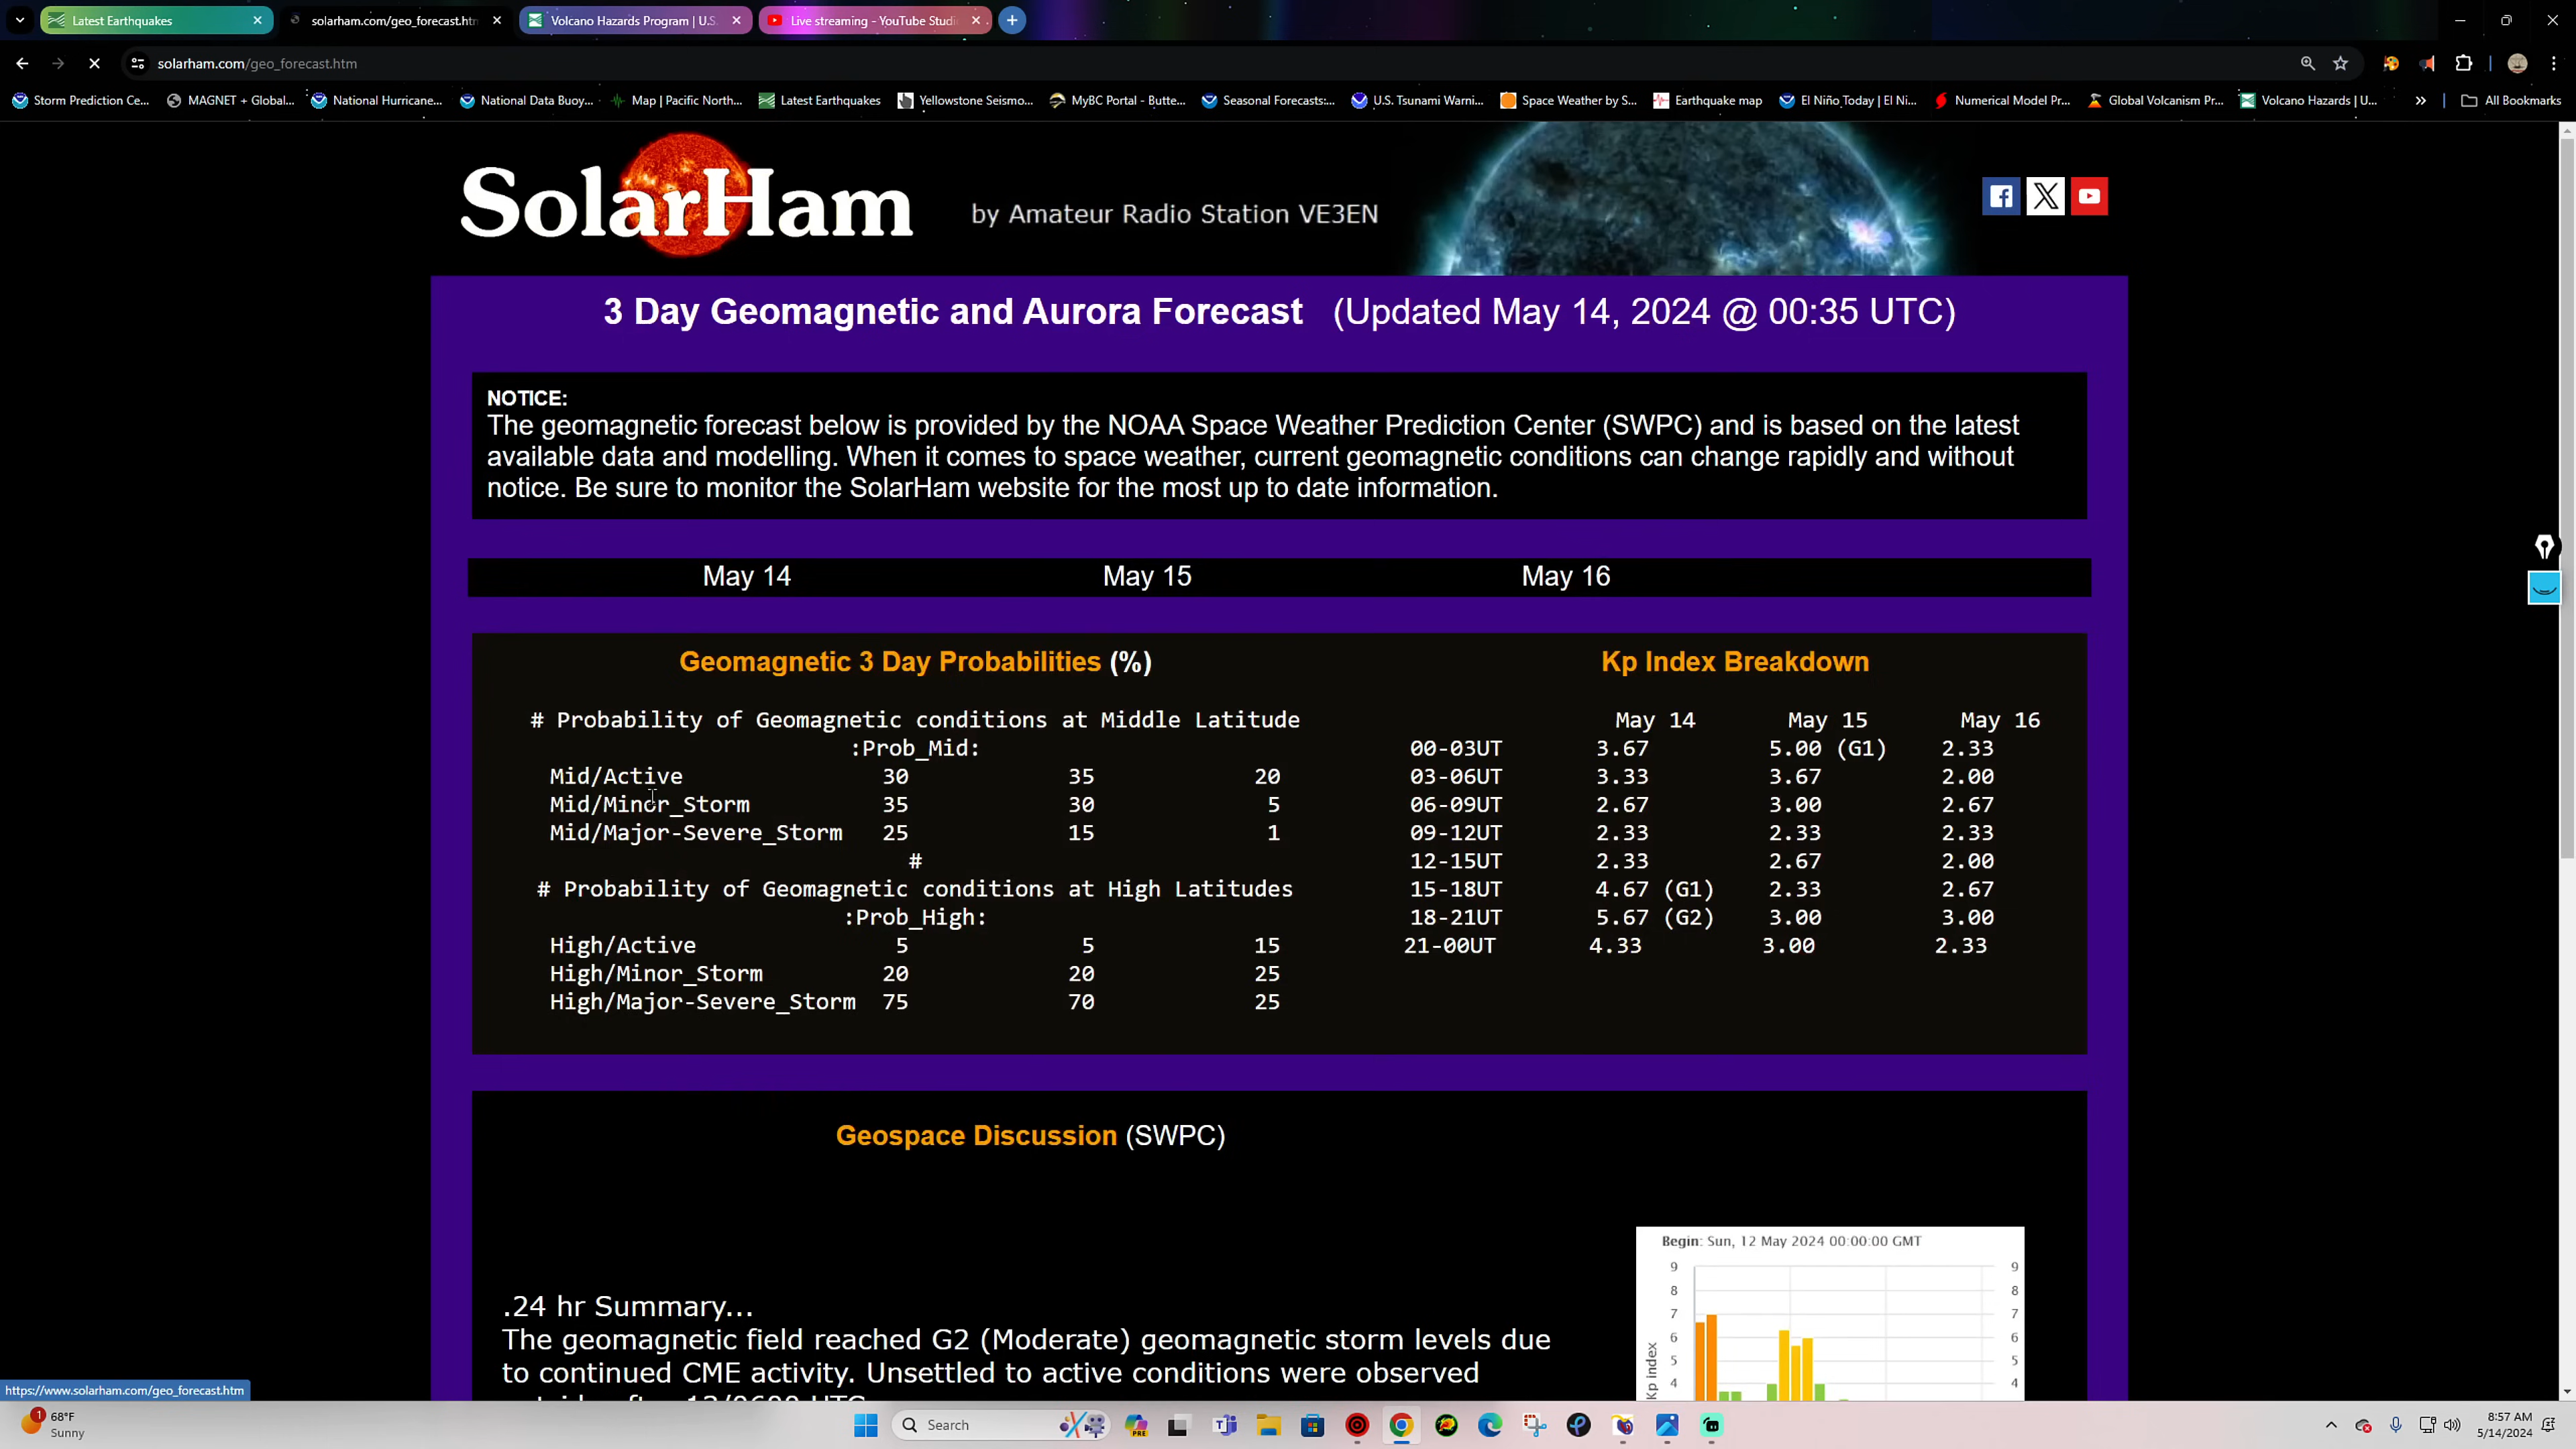 Latest Earthquakes
solarham.com/geo_forecast.htm
Volcano Hazards Program | U.S.
Live streaming - YouTube Studi
solarham.com/geo_forecast.htm
Storm Prediction Ce...
MAGNET + Global...
National Hurricane...
National Data Buoy...
Map | Pacific North...
Latest Earthquakes
Yellowstone Seismo...
MyBC Portal - Butte...
Seasonal Forecasts:...
U.S. Tsunami Warni...
Space Weather by S...
Earthquake map
El Niño Today | El Ni...
Numerical Model Pr...
Global Volcanism Pr...
Volcano Hazards | U...
All Bookmarks
SolarHam
by Amateur Radio Station VE3EN
3 Day Geomagnetic and Aurora Forecast (Updated May 14, 2024 @ 00:35 UTC)
NOTICE:
The geomagnetic forecast below is provided by the NOAA Space Weather Prediction Center (SWPC) and is based on the latest
available data and modelling. When it comes to space weather, current geomagnetic conditions can change rapidly and without
notice. Be sure to monitor the SolarHam website for the most up to date information.
May 14 May 15 May 16
Geomagnetic 3 Day Probabilities (%)
# Probability of Geomagnetic conditions at Middle Latitude
:Prob_Mid:
Mid/Active 30 35 20
Mid/Minor_Storm 35 30 5
Mid/Major-Severe_Storm 25 15 1
#
# Probability of Geomagnetic conditions at High Latitudes
:Prob_High:
High/Active 5 5 15
High/Minor_Storm 20 20 25
High/Major-Severe_Storm 75 70 25
Kp Index Breakdown
May 14 May 15 May 16
00-03UT 3.67 5.00 (G1) 2.33
03-06UT 3.33 3.67 2.00
06-09UT 2.67 3.00 2.67
09-12UT 2.33 2.33 2.33
12-15UT 2.33 2.67 2.00
15-18UT 4.67 (G1) 2.33 2.67
18-21UT 5.67 (G2) 3.00 3.00
21-00UT 4.33 3.00 2.33
Geospace Discussion (SWPC)
.24 hr Summary...
The geomagnetic field reached G2 (Moderate) geomagnetic storm levels due
to continued CME activity. Unsettled to active conditions were observed
Begin: Sun, 12 May 2024 00:00:00 GMT
9 9
8 8
7 7
6 6
5 5
4 4
Kp index
https://www.solarham.com/geo_forecast.htm
1
68°F
Sunny
Search
PRE
8:57 AM
5/14/2024